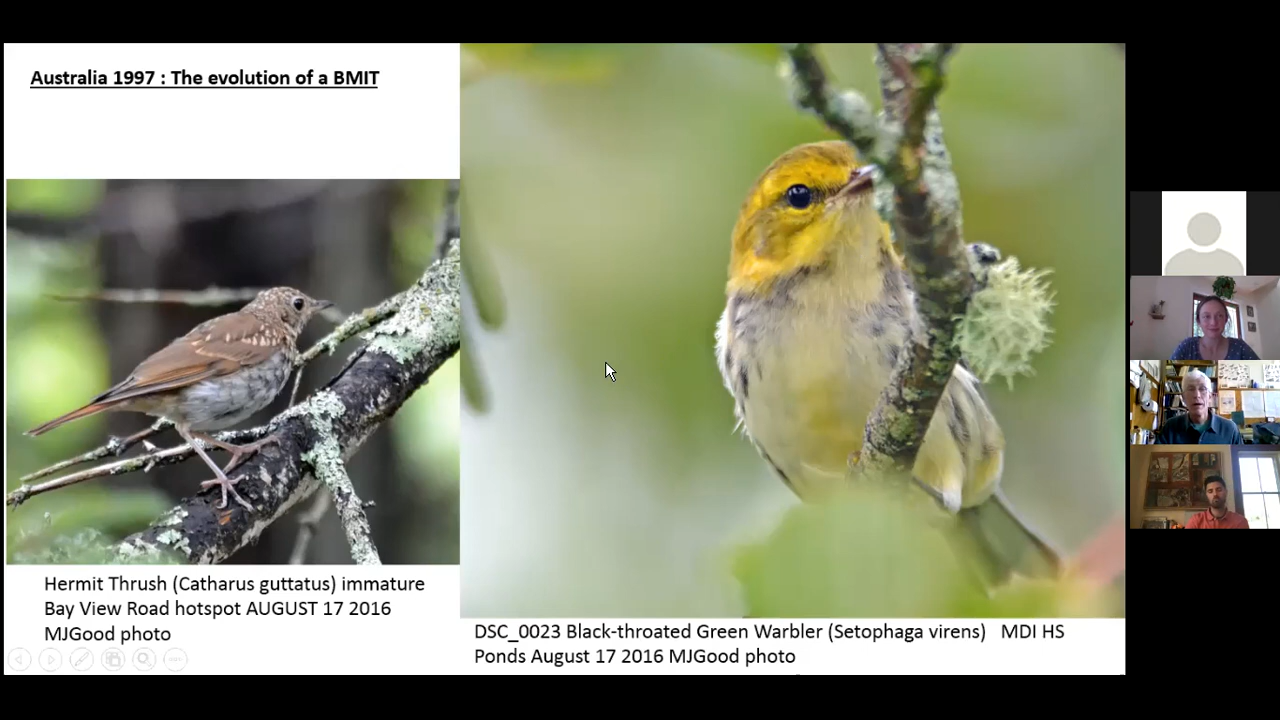 Australia 1997 : The evolution of a BMIT
Hermit Thrush (Catharus guttatus) immature
Bay View Road hotspot AUGUST 17 2016
MJGood photo
DSC_0023 Black-throated Green Warbler (Setophaga virens) MDI HS
Ponds August 17 2016 MJGood photo